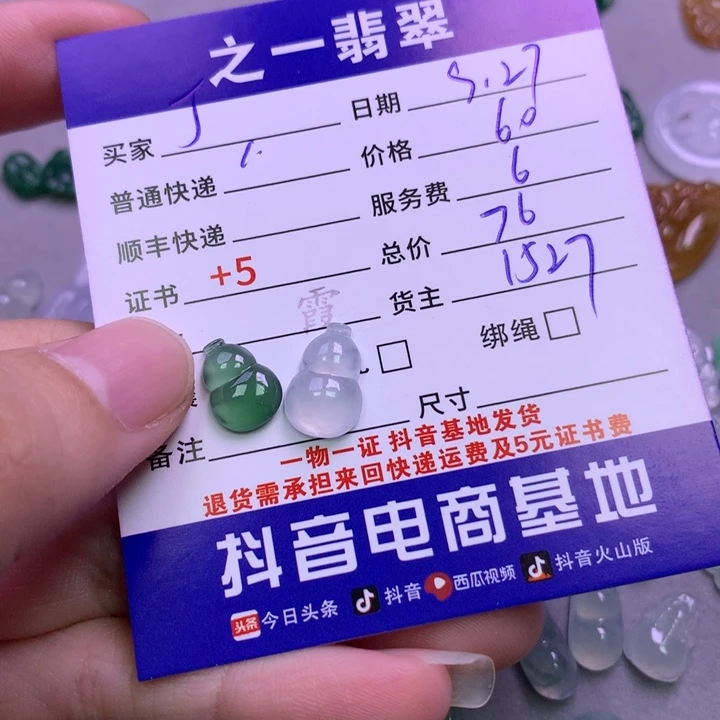 之一翡翠
买家 J 日期 5.27
普通快递 价格 60
顺丰快递 服务费 6
证书 +5 总价 76
霞 货主 1527
绑绳
尺寸
备注
一物一证 抖音基地发货
退货需承担来回快递运费及5元证书费
抖音电商基地
头条 今日头条 抖音 西瓜视频 抖音火山版